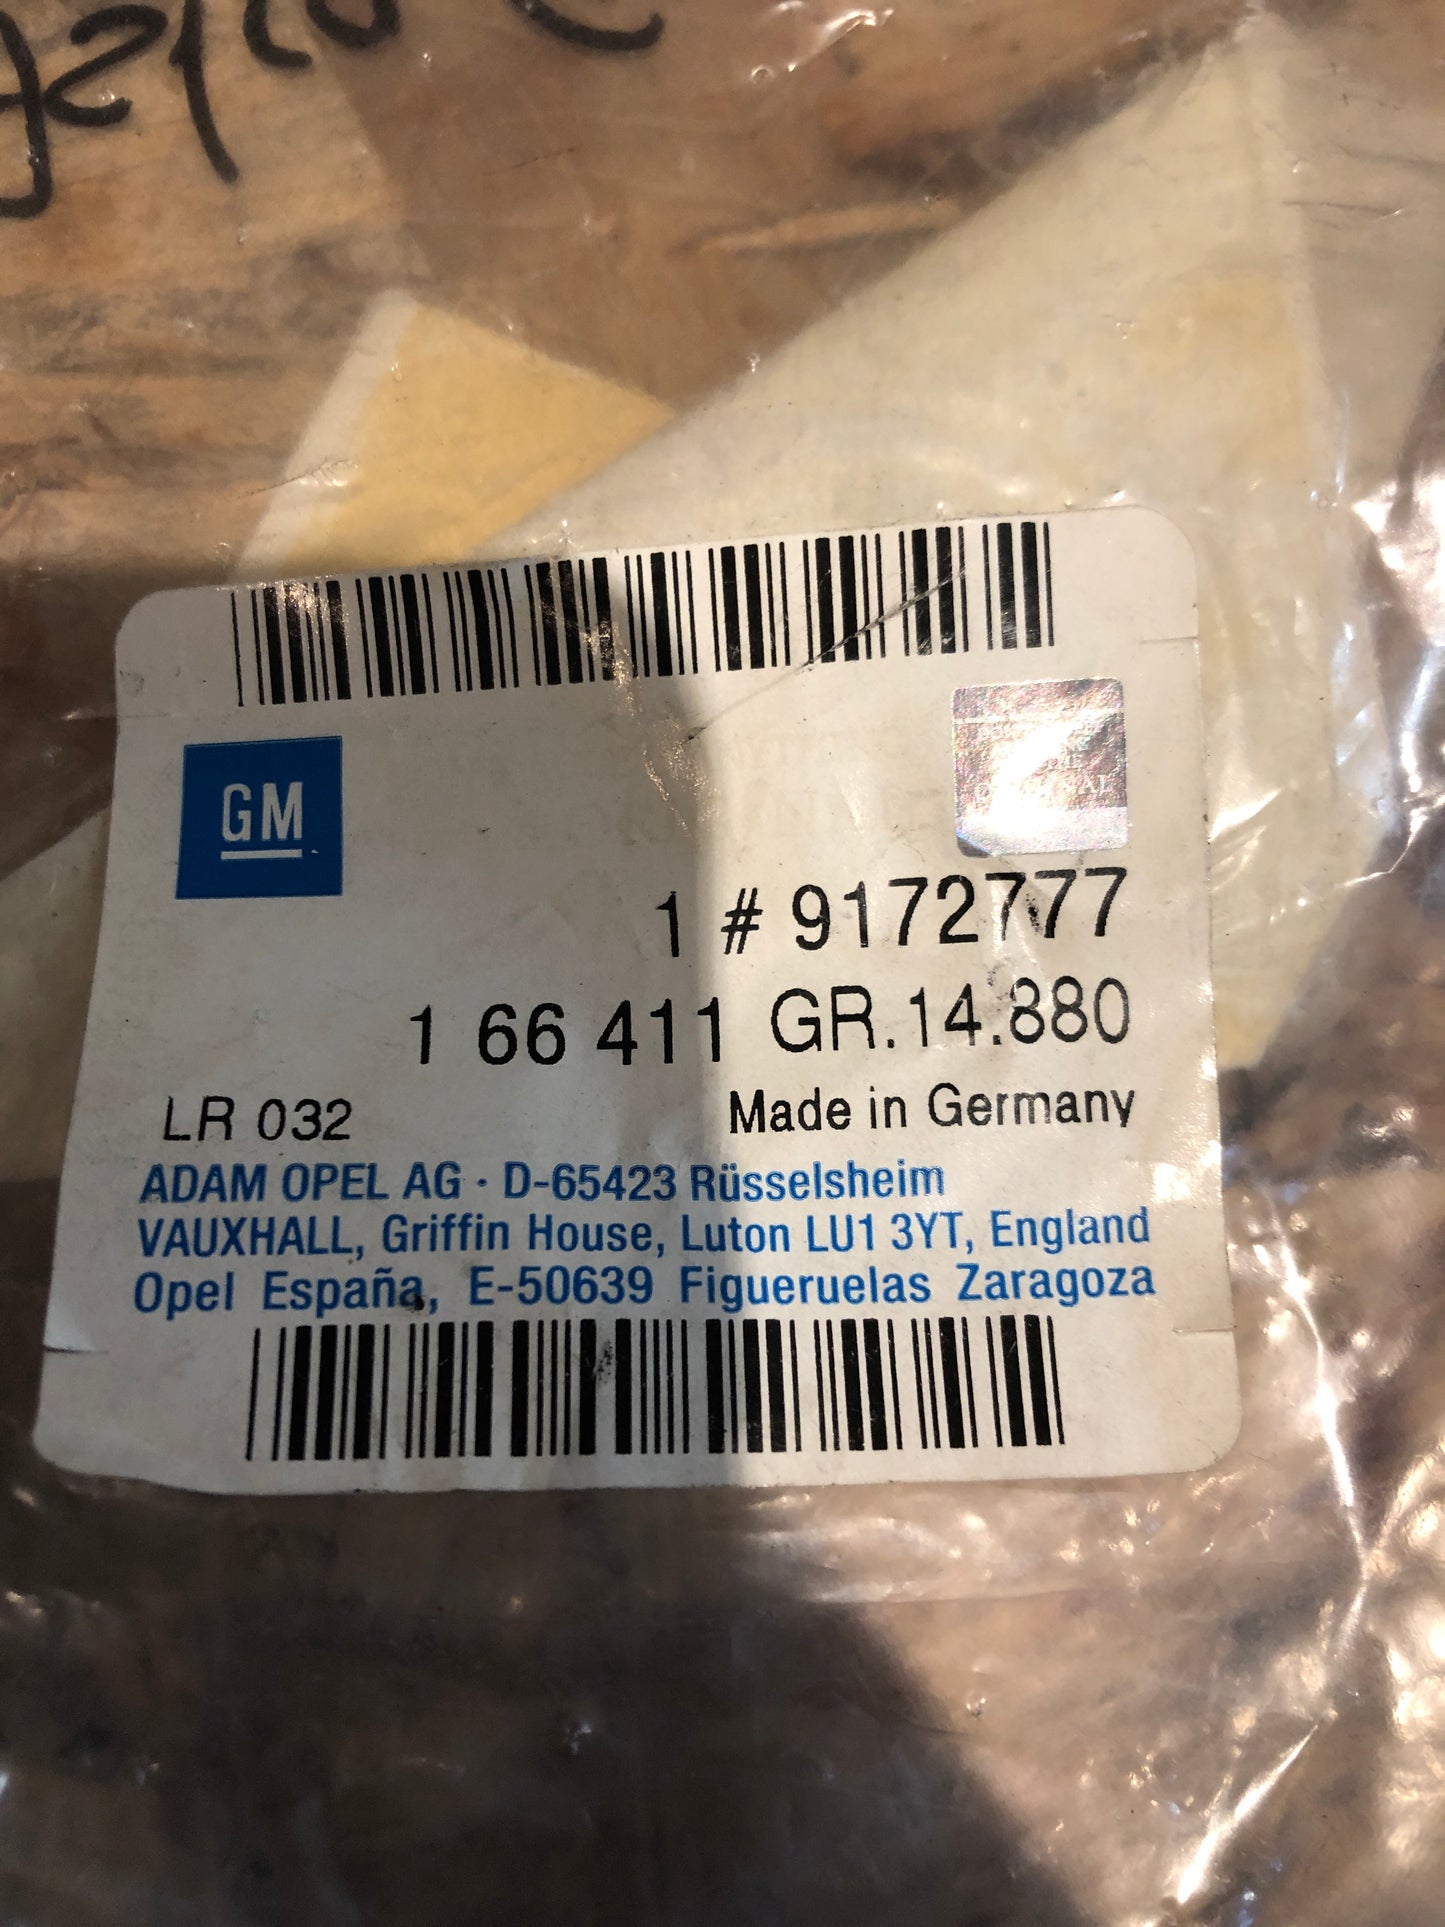 GM
ORIGINAL
1 # 9172777
1 66 411 GR.14.880
LR 032
Made in Germany
ADAM OPEL AG · D-65423 Rüsselsheim
VAUXHALL, Griffin House, Luton LU1 3YT, England
Opel España, E-50639 Figueruelas Zaragoza